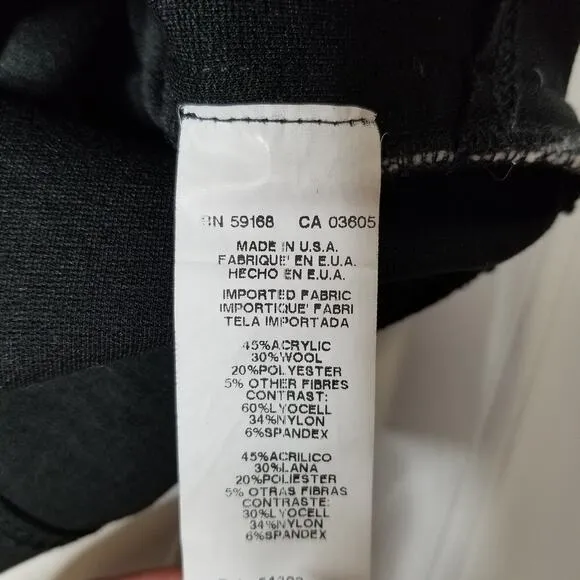 RN 59168 CA 03605
MADE IN U.S.A.
FABRIQUE' EN E.U.A.
HECHO EN E.U.A.
IMPORTED FABRIC
IMPORTIQUE' FABRI
TELA IMPORTADA
45%ACRYLIC
30%WOOL
20%POLYESTER
5% OTHER FIBRES
CONTRAST:
60%LYOCELL
34%NYLON
6%SPANDEX
45%ACRILICO
30%LANA
20%POLIESTER
5% OTRAS FIBRAS
CONTRASTE:
30%LYOCELL
34%NYLON
6%SPANDEX